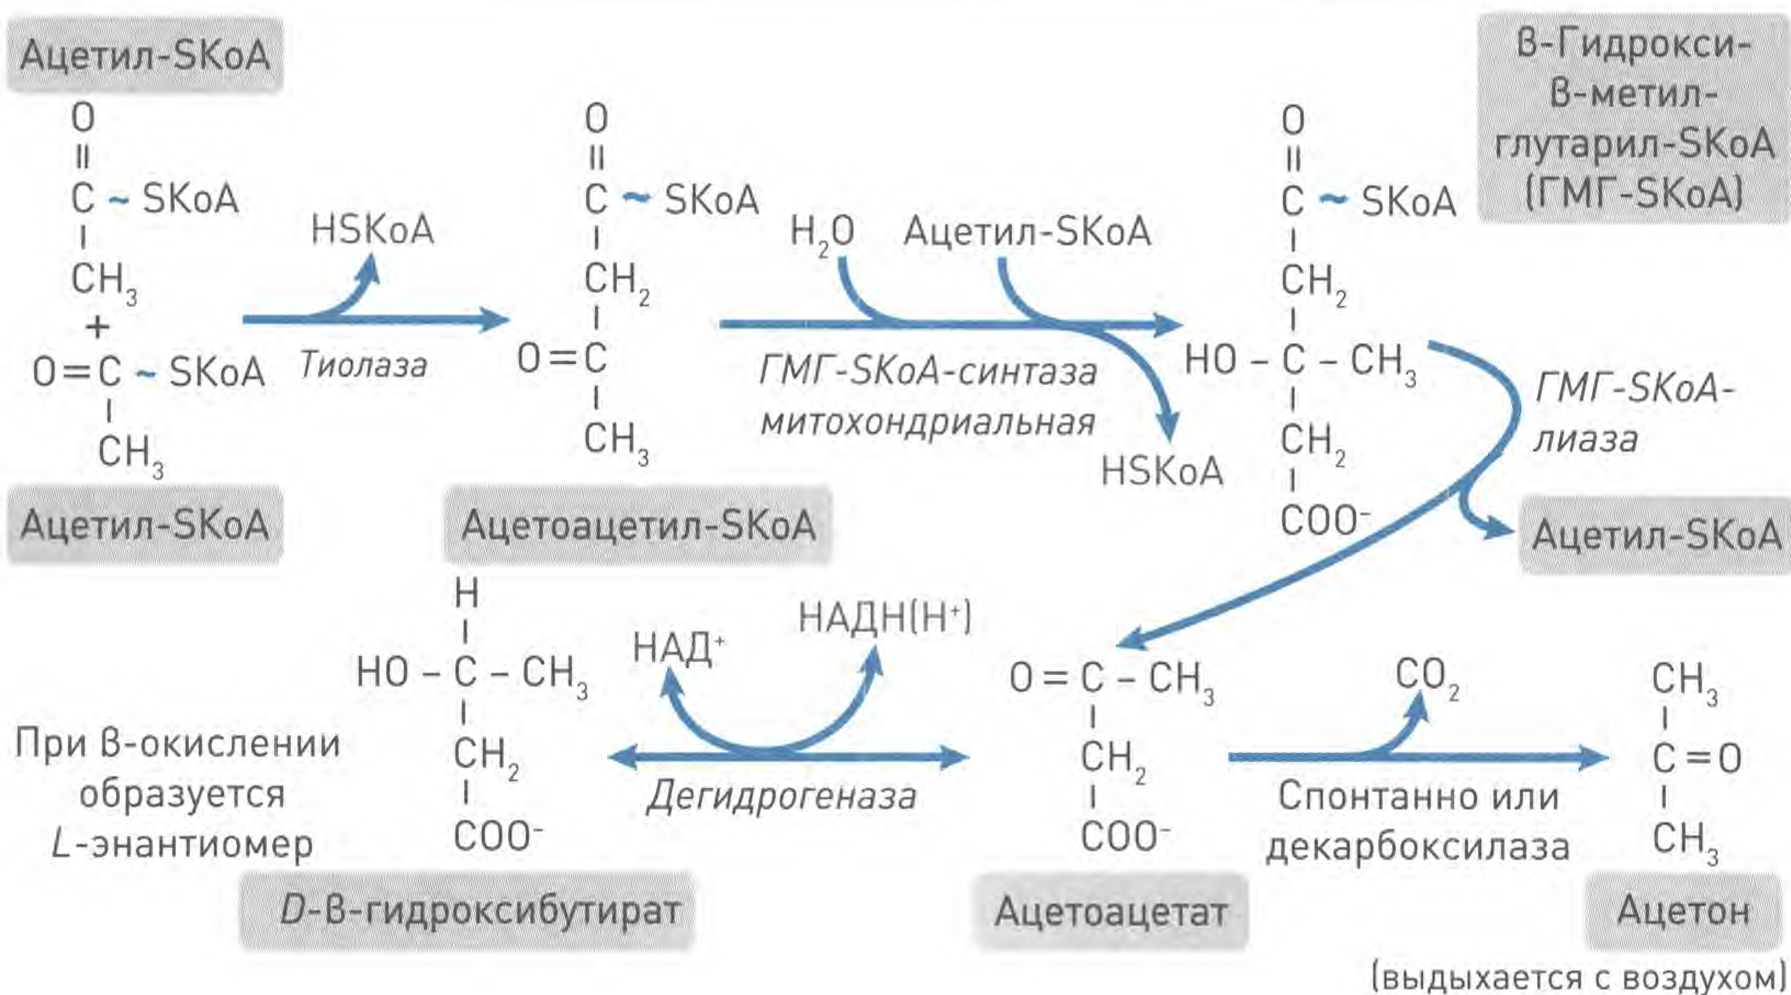 Ацетил-SKoA
O
||
C ~ SKoA
|
CH₃
+
O=C ~ SKoA
|
CH₃
Ацетил-SKoA
HSKoA
Тиолаза
O
||
C ~ SKoA
|
CH₂
|
O=C
|
CH₃
Ацетоацетил-SKoA
H₂O
Ацетил-SKoA
ГМГ-SKoA-синтаза
митохондриальная
HSKoA
O
||
C ~ SKoA
|
CH₂
|
HO – C – CH₃
|
CH₂
|
COO⁻
β-Гидрокси-
β-метил-
глутарил-SKoA
(ГМГ-SKoA)
ГМГ-SKoA-
лиаза
Ацетил-SKoA
При β-окислении
образуется
L-энантиомер
H
|
HO – C – CH₃
|
CH₂
|
COO⁻
D-β-гидроксибутират
НАД⁺
НАДН(Н⁺)
Дегидрогеназа
O = C – CH₃
|
CH₂
|
COO⁻
Ацетоацетат
CO₂
Спонтанно или
декарбоксилаза
CH₃
|
C=O
|
CH₃
Ацетон
(выдыхается с воздухом)